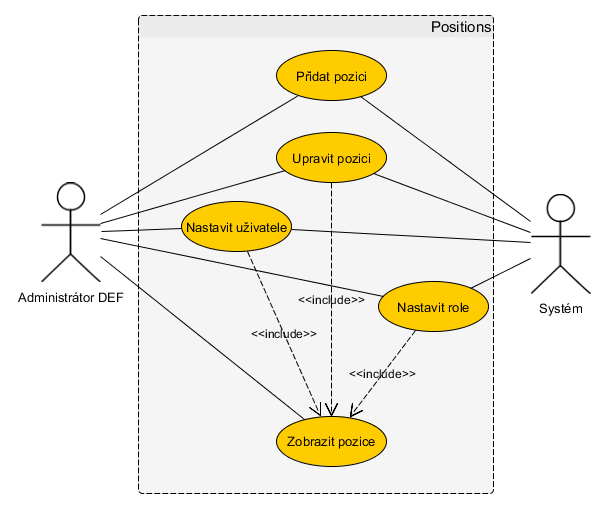 Positions
Přidat pozici
Upravit pozici
Nastavit uživatele
<<include>>
Administrátor DEF
Nastavit role
Systém
<<include>>
<<include>>
Zobrazit pozice